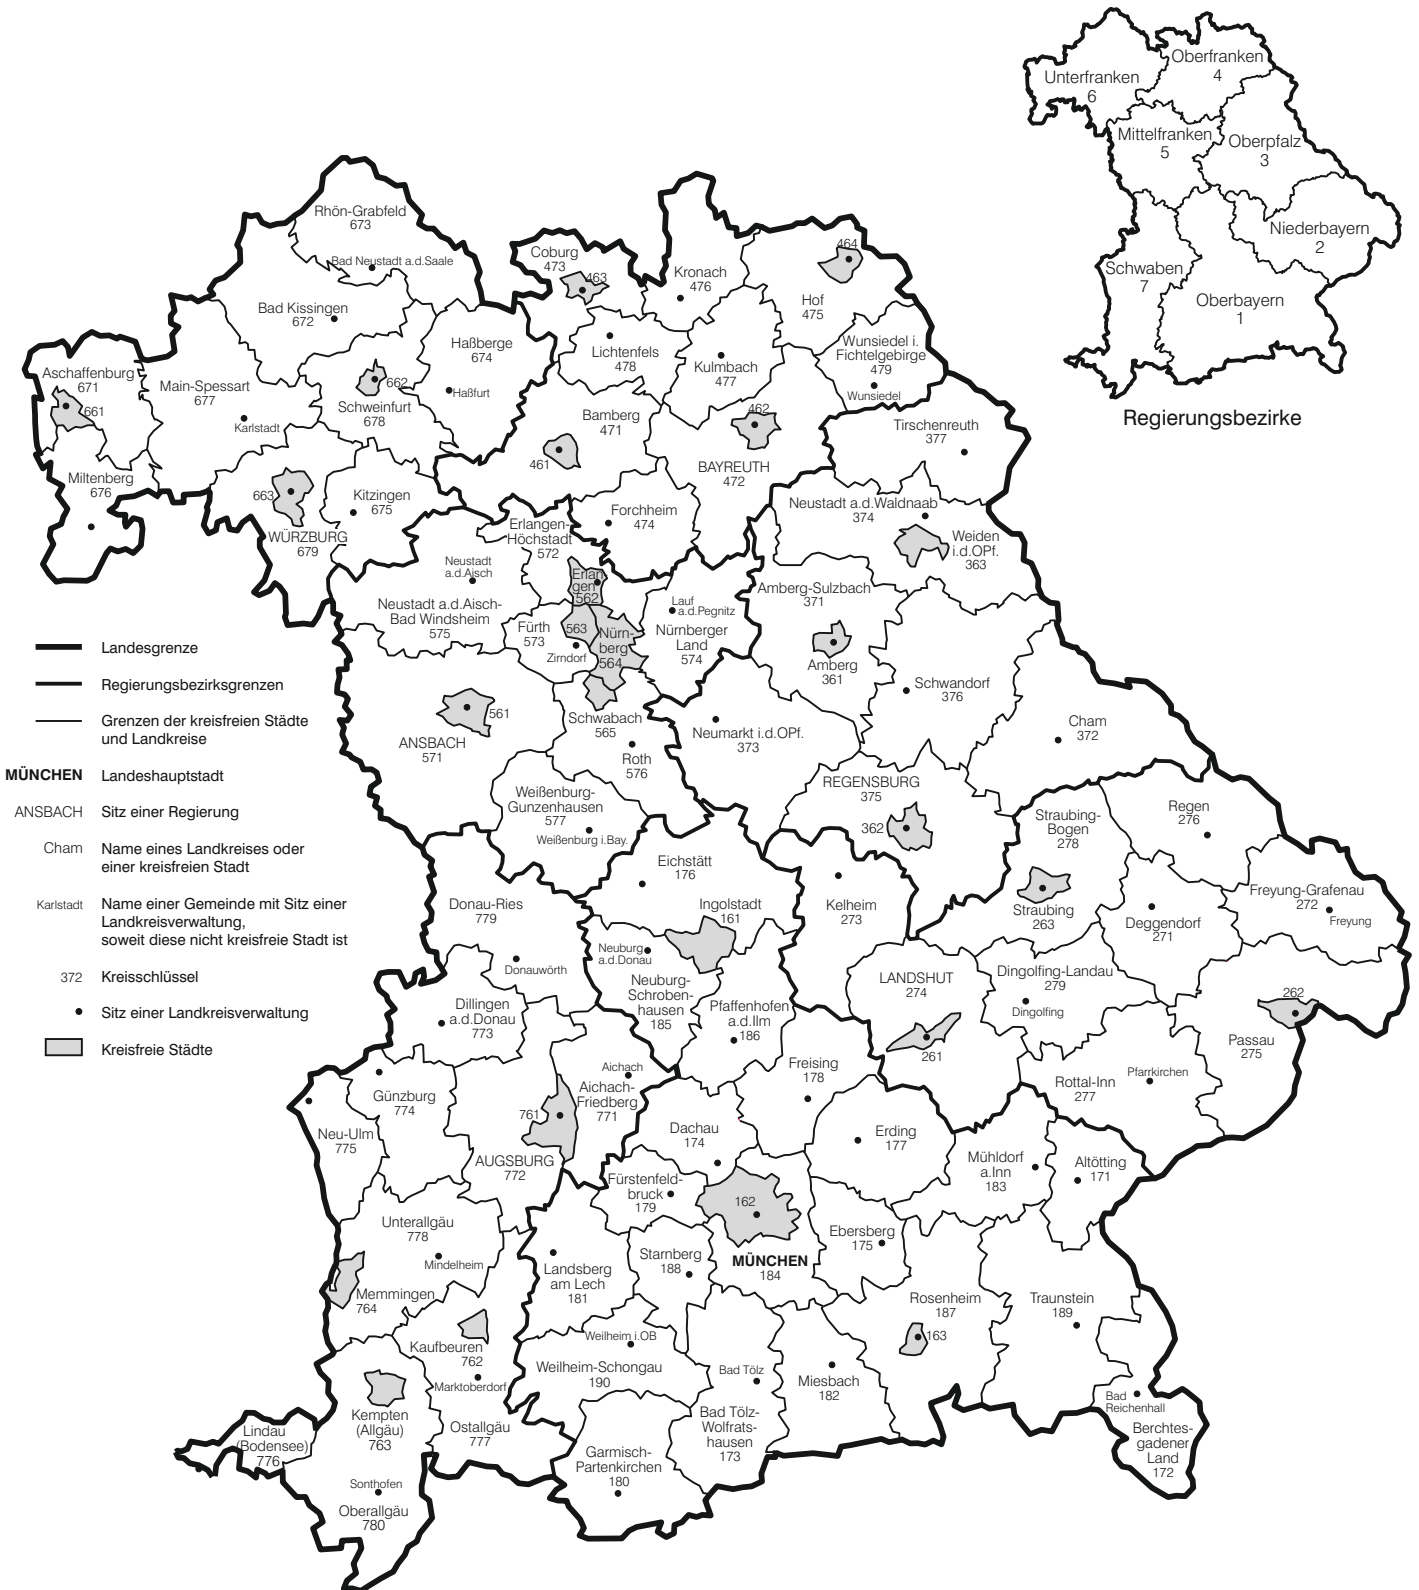 Oberfranken
4
Unterfranken
6
Mittelfranken
5
Oberpfalz
3
Niederbayern
2
Schwaben
7
Oberbayern
1
Regierungsbezirke
Rhön-Grabfeld
673
Bad Neustadt a.d.Saale
Coburg
473
463
Kronach
476
464
Hof
475
Bad Kissingen
672
Haßberge
674
Haßfurt
Lichtenfels
478
Kulmbach
477
Wunsiedel i.
Fichtelgebirge
479
Wunsiedel
Aschaffenburg
671
661
Main-Spessart
677
Karlstadt
662
Schweinfurt
678
Bamberg
471
461
462
BAYREUTH
472
Tirschenreuth
377
Miltenberg
676
663
WÜRZBURG
679
Kitzingen
675
Forchheim
474
Neustadt a.d.Waldnaab
374
Weiden
i.d.OPf.
363
Erlangen-
Höchstadt
572
Neustadt
a.d.Aisch
Neustadt a.d.Aisch-
Bad Windsheim
575
Erlan
gen
562
Fürth
573
563
Zirndorf
Nürn-
berg
564
Lauf
a.d.Pegnitz
Nürnberger
Land
574
Amberg-Sulzbach
371
Amberg
361
Schwandorf
376
Cham
372
561
ANSBACH
571
Schwabach
565
Roth
576
Neumarkt i.d.OPf.
373
Weißenburg-
Gunzenhausen
577
Weißenburg i.Bay.
REGENSBURG
375
362
Straubing-
Bogen
278
Regen
276
Landesgrenze
Regierungsbezirksgrenzen
Grenzen der kreisfreien Städte
und Landkreise
MÜNCHEN
Landeshauptstadt
ANSBACH
Sitz einer Regierung
Cham
Name eines Landkreises oder
einer kreisfreien Stadt
Karlstadt
Name einer Gemeinde mit Sitz einer
Landkreisverwaltung,
soweit diese nicht kreisfreie Stadt ist
372
Kreisschlüssel
Sitz einer Landkreisverwaltung
Kreisfreie Städte
Eichstätt
176
Ingolstadt
161
Kelheim
273
Straubing
263
Deggendorf
271
Freyung-Grafenau
272
Freyung
Donau-Ries
779
Donauwörth
Neuburg
a.d.Donau
Neuburg-
Schroben-
hausen
185
Pfaffenhofen
a.d.Ilm
186
LANDSHUT
274
261
Dingolfing-Landau
279
Dingolfing
262
Passau
275
Dillingen
a.d.Donau
773
Freising
178
Rottal-Inn
277
Pfarrkirchen
Günzburg
774
Neu-Ulm
775
761
AUGSBURG
772
Aichach
Aichach-
Friedberg
771
Dachau
174
Erding
177
Mühldorf
a.Inn
183
Altötting
171
Fürstenfeld-
bruck
179
162
MÜNCHEN
184
Ebersberg
175
Unterallgäu
778
Mindelheim
Memmingen
764
Landsberg
am Lech
181
Starnberg
188
Rosenheim
187
163
Traunstein
189
Kaufbeuren
762
Marktoberdorf
Ostallgäu
777
Weilheim i.OB
Weilheim-Schongau
190
Bad Tölz
Bad Tölz-
Wolfrats-
hausen
173
Miesbach
182
Bad
Reichenhall
Berchtes-
gadener
Land
172
Kempten
(Allgäu)
763
Lindau
(Bodensee)
776
Sonthofen
Oberallgäu
780
Garmisch-
Partenkirchen
180